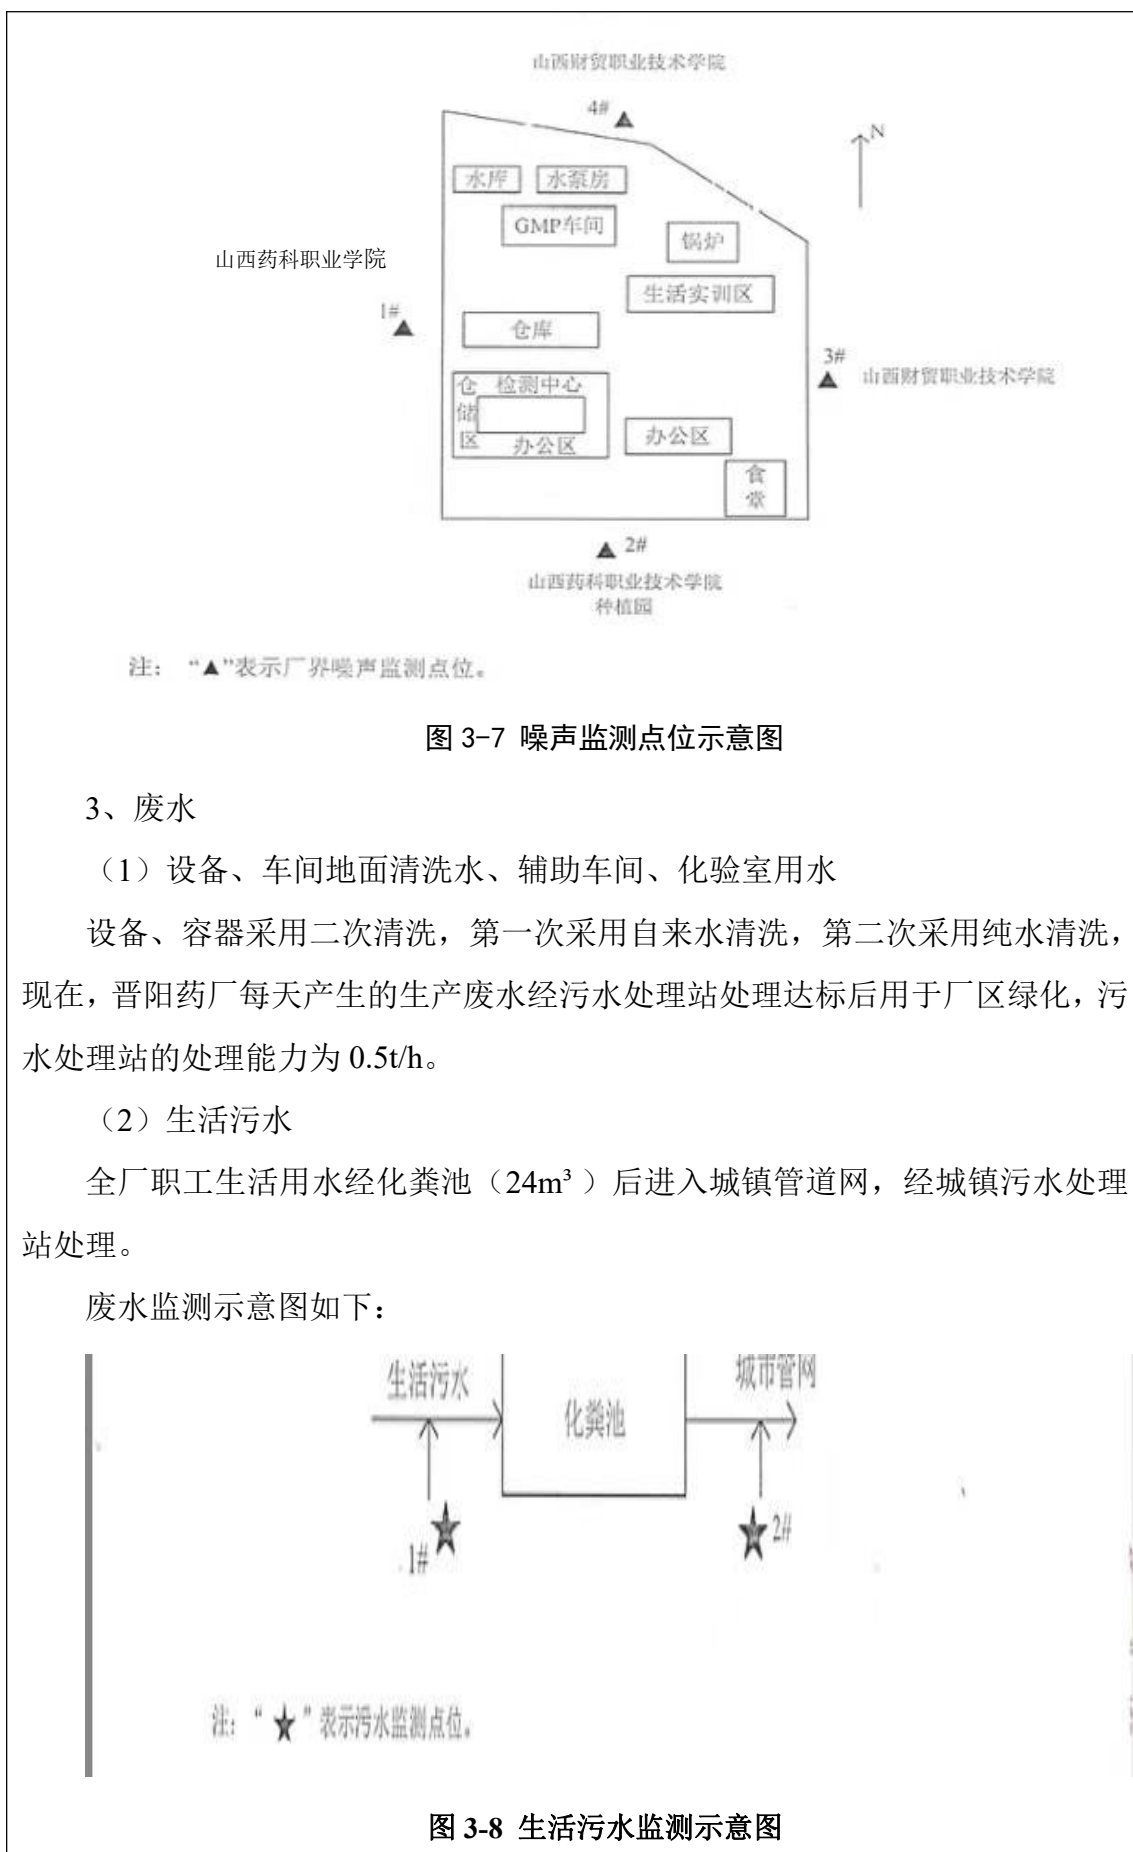 山西财贸职业技术学院
4#
N
水库 水泵房
GMP车间
锅炉
山西药科职业学院
生活实训区
1#
仓库
3#
山西财贸职业技术学院
仓储区
检测中心
办公区
办公区
食堂
2#
山西药科职业技术学院
种植园
注： “▲”表示厂界噪声监测点位。
图 3-7 噪声监测点位示意图
3、废水
（1）设备、车间地面清洗水、辅助车间、化验室用水
设备、容器采用二次清洗，第一次采用自来水清洗，第二次采用纯水清洗，
现在，晋阳药厂每天产生的生产废水经污水处理站处理达标后用于厂区绿化，污
水处理站的处理能力为 0.5t/h。
（2）生活污水
全厂职工生活用水经化粪池（24m³）后进入城镇管道网，经城镇污水处理
站处理。
废水监测示意图如下：
生活污水
化粪池
城市管网
1#
2#
注：“★”表示污水监测点位。
图 3-8 生活污水监测示意图